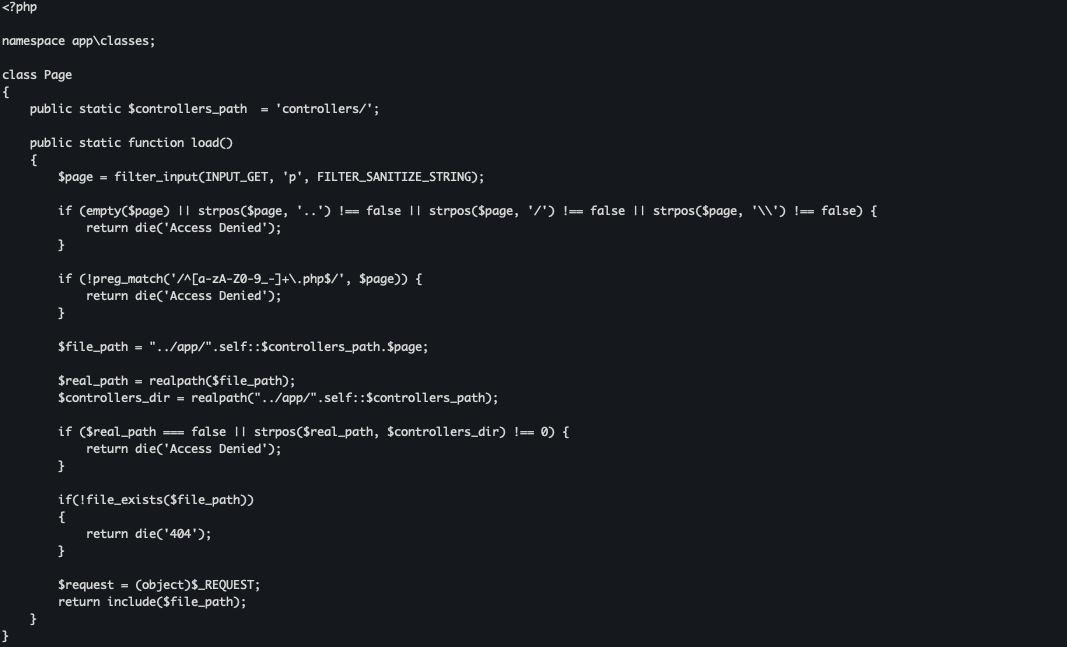 <?php

namespace app\classes;

class Page
{
    public static $controllers_path  = 'controllers/';

    public static function load()
    {
        $page = filter_input(INPUT_GET, 'p', FILTER_SANITIZE_STRING);

        if (empty($page) || strpos($page, '..') !== false || strpos($page, '/') !== false || strpos($page, '\\') !== false) {
            return die('Access Denied');
        }

        if (!preg_match('/^[a-zA-Z0-9_-]+\.php$/', $page)) {
            return die('Access Denied');
        }

        $file_path = "../app/".self::$controllers_path.$page;

        $real_path = realpath($file_path);
        $controllers_dir = realpath("../app/".self::$controllers_path);

        if ($real_path === false || strpos($real_path, $controllers_dir) !== 0) {
            return die('Access Denied');
        }

        if(!file_exists($file_path))
        {
            return die('404');
        }

        $request = (object)$_REQUEST;
        return include($file_path);
    }
}